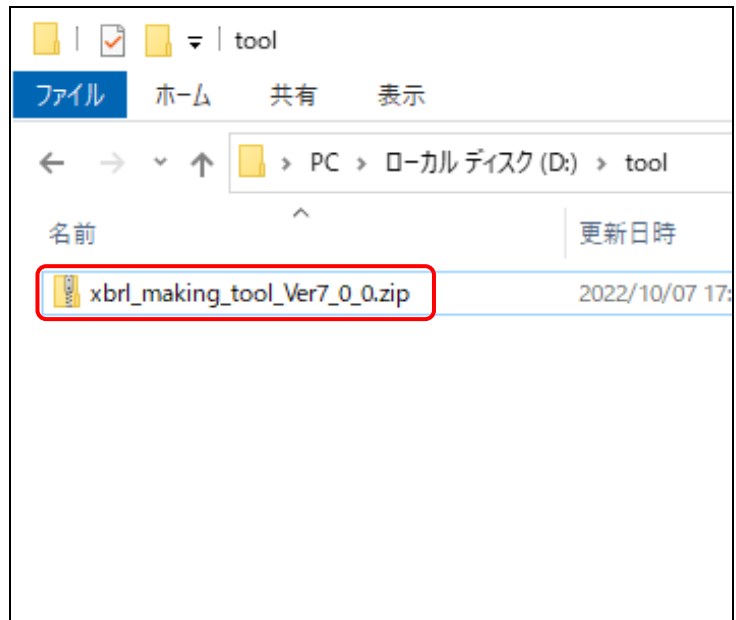 tool
ファイル ホーム 共有 表示
PC ローカル ディスク (D:) tool
名前 更新日時
xbrl_making_tool_Ver7_0_0.zip 2022/10/07 17: